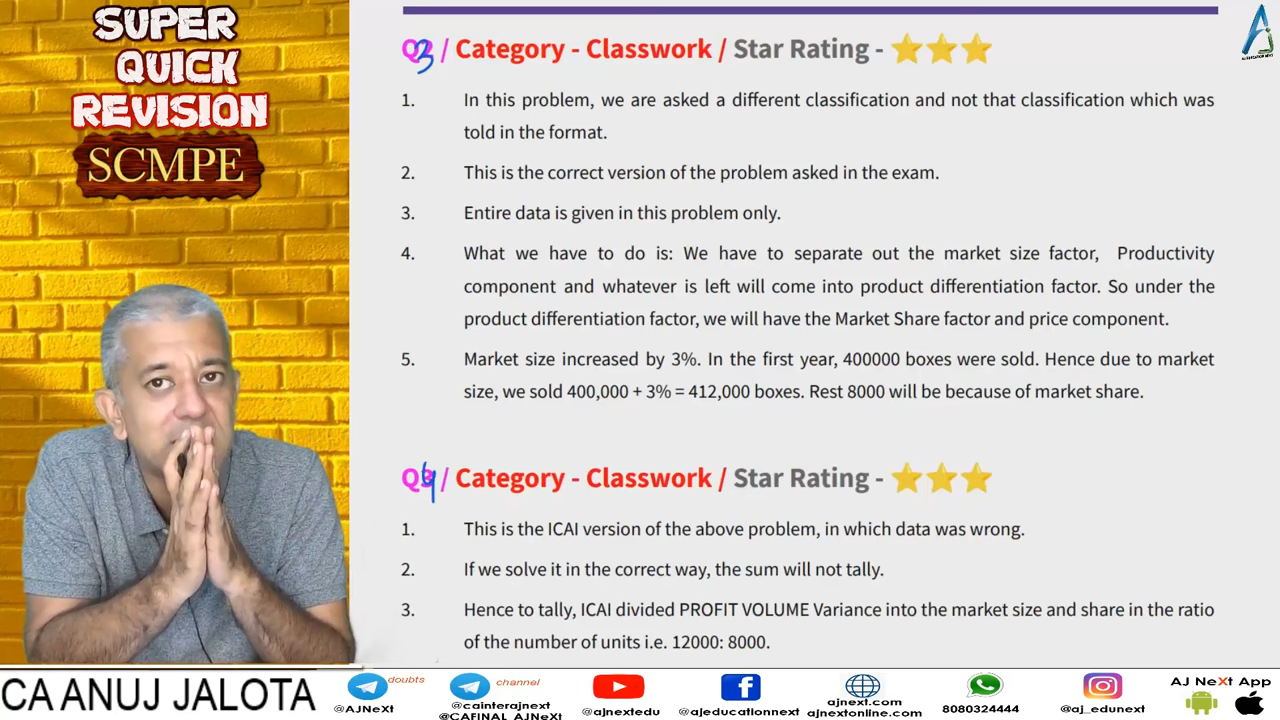 SUPER
QUICK
REVISION
SCMPE
Q3 / Category - Classwork / Star Rating -
1. In this problem, we are asked a different classification and not that classification which was
told in the format.
2. This is the correct version of the problem asked in the exam.
3. Entire data is given in this problem only.
4. What we have to do is: We have to separate out the market size factor, Productivity
component and whatever is left will come into product differentiation factor. So under the
product differentiation factor, we will have the Market Share factor and price component.
5. Market size increased by 3%. In the first year, 400000 boxes were sold. Hence due to market
size, we sold 400,000 + 3% = 412,000 boxes. Rest 8000 will be because of market share.
Q4 / Category - Classwork / Star Rating -
1. This is the ICAI version of the above problem, in which data was wrong.
2. If we solve it in the correct way, the sum will not tally.
3. Hence to tally, ICAI divided PROFIT VOLUME Variance into the market size and share in the ratio
of the number of units i.e. 12000: 8000.
CA ANUJ JALOTA
doubts
@AJNeXt
channel
@cainterajnext
@CAFINAL_AJNeXt
@ajnextedu
@ajeducationnext
ajnext.com
ajnextonline.com
8080324444
@aj_edunext
AJ NeXt App